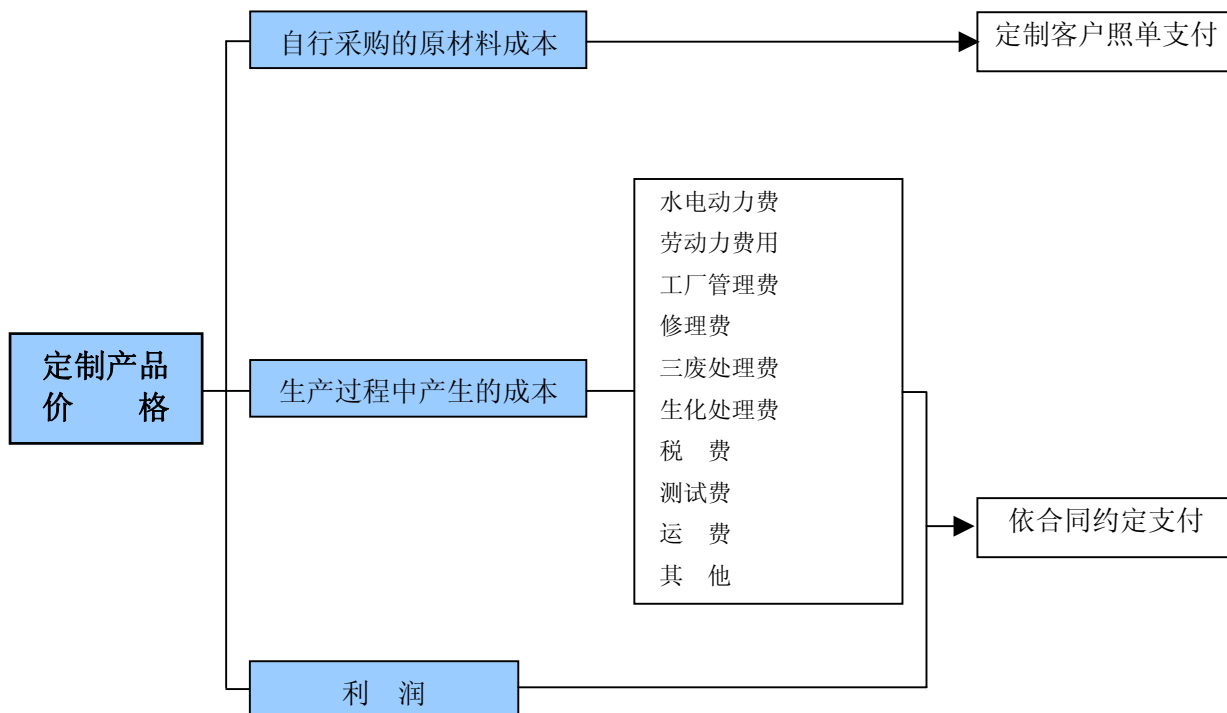 自行采购的原材料成本
定制客户照单支付
水电动力费
劳动力费用
工厂管理费
修理费
三废处理费
生化处理费
税 费
测试费
运 费
其 他
定制产品
价 格
生产过程中产生的成本
依合同约定支付
利 润